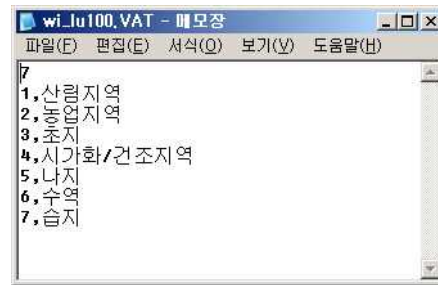 wi_lu100.VAT - 메모장
파일(F) 편집(E) 서식(O) 보기(V) 도움말(H)
7
1,산림지역
2,농업지역
3,초지
4,시가화/건조지역
5,나지
6,수역
7,습지